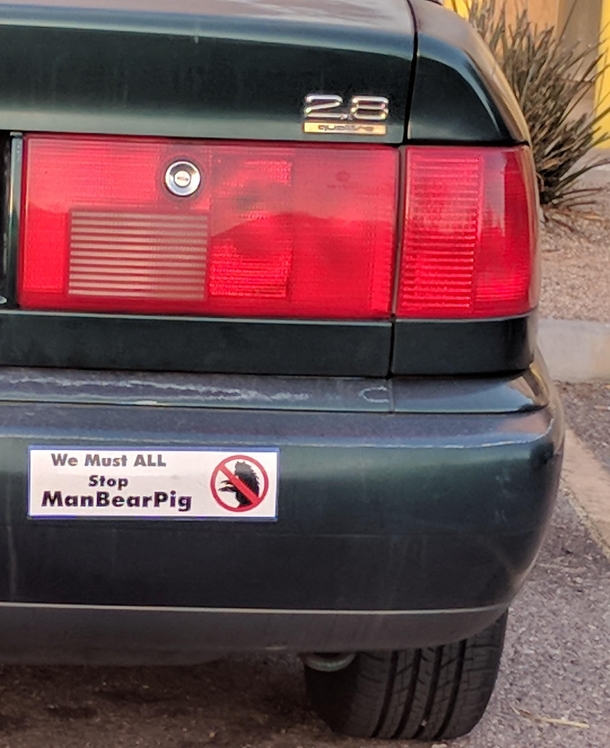 2.8
quattro
We Must ALL
Stop
ManBearPig